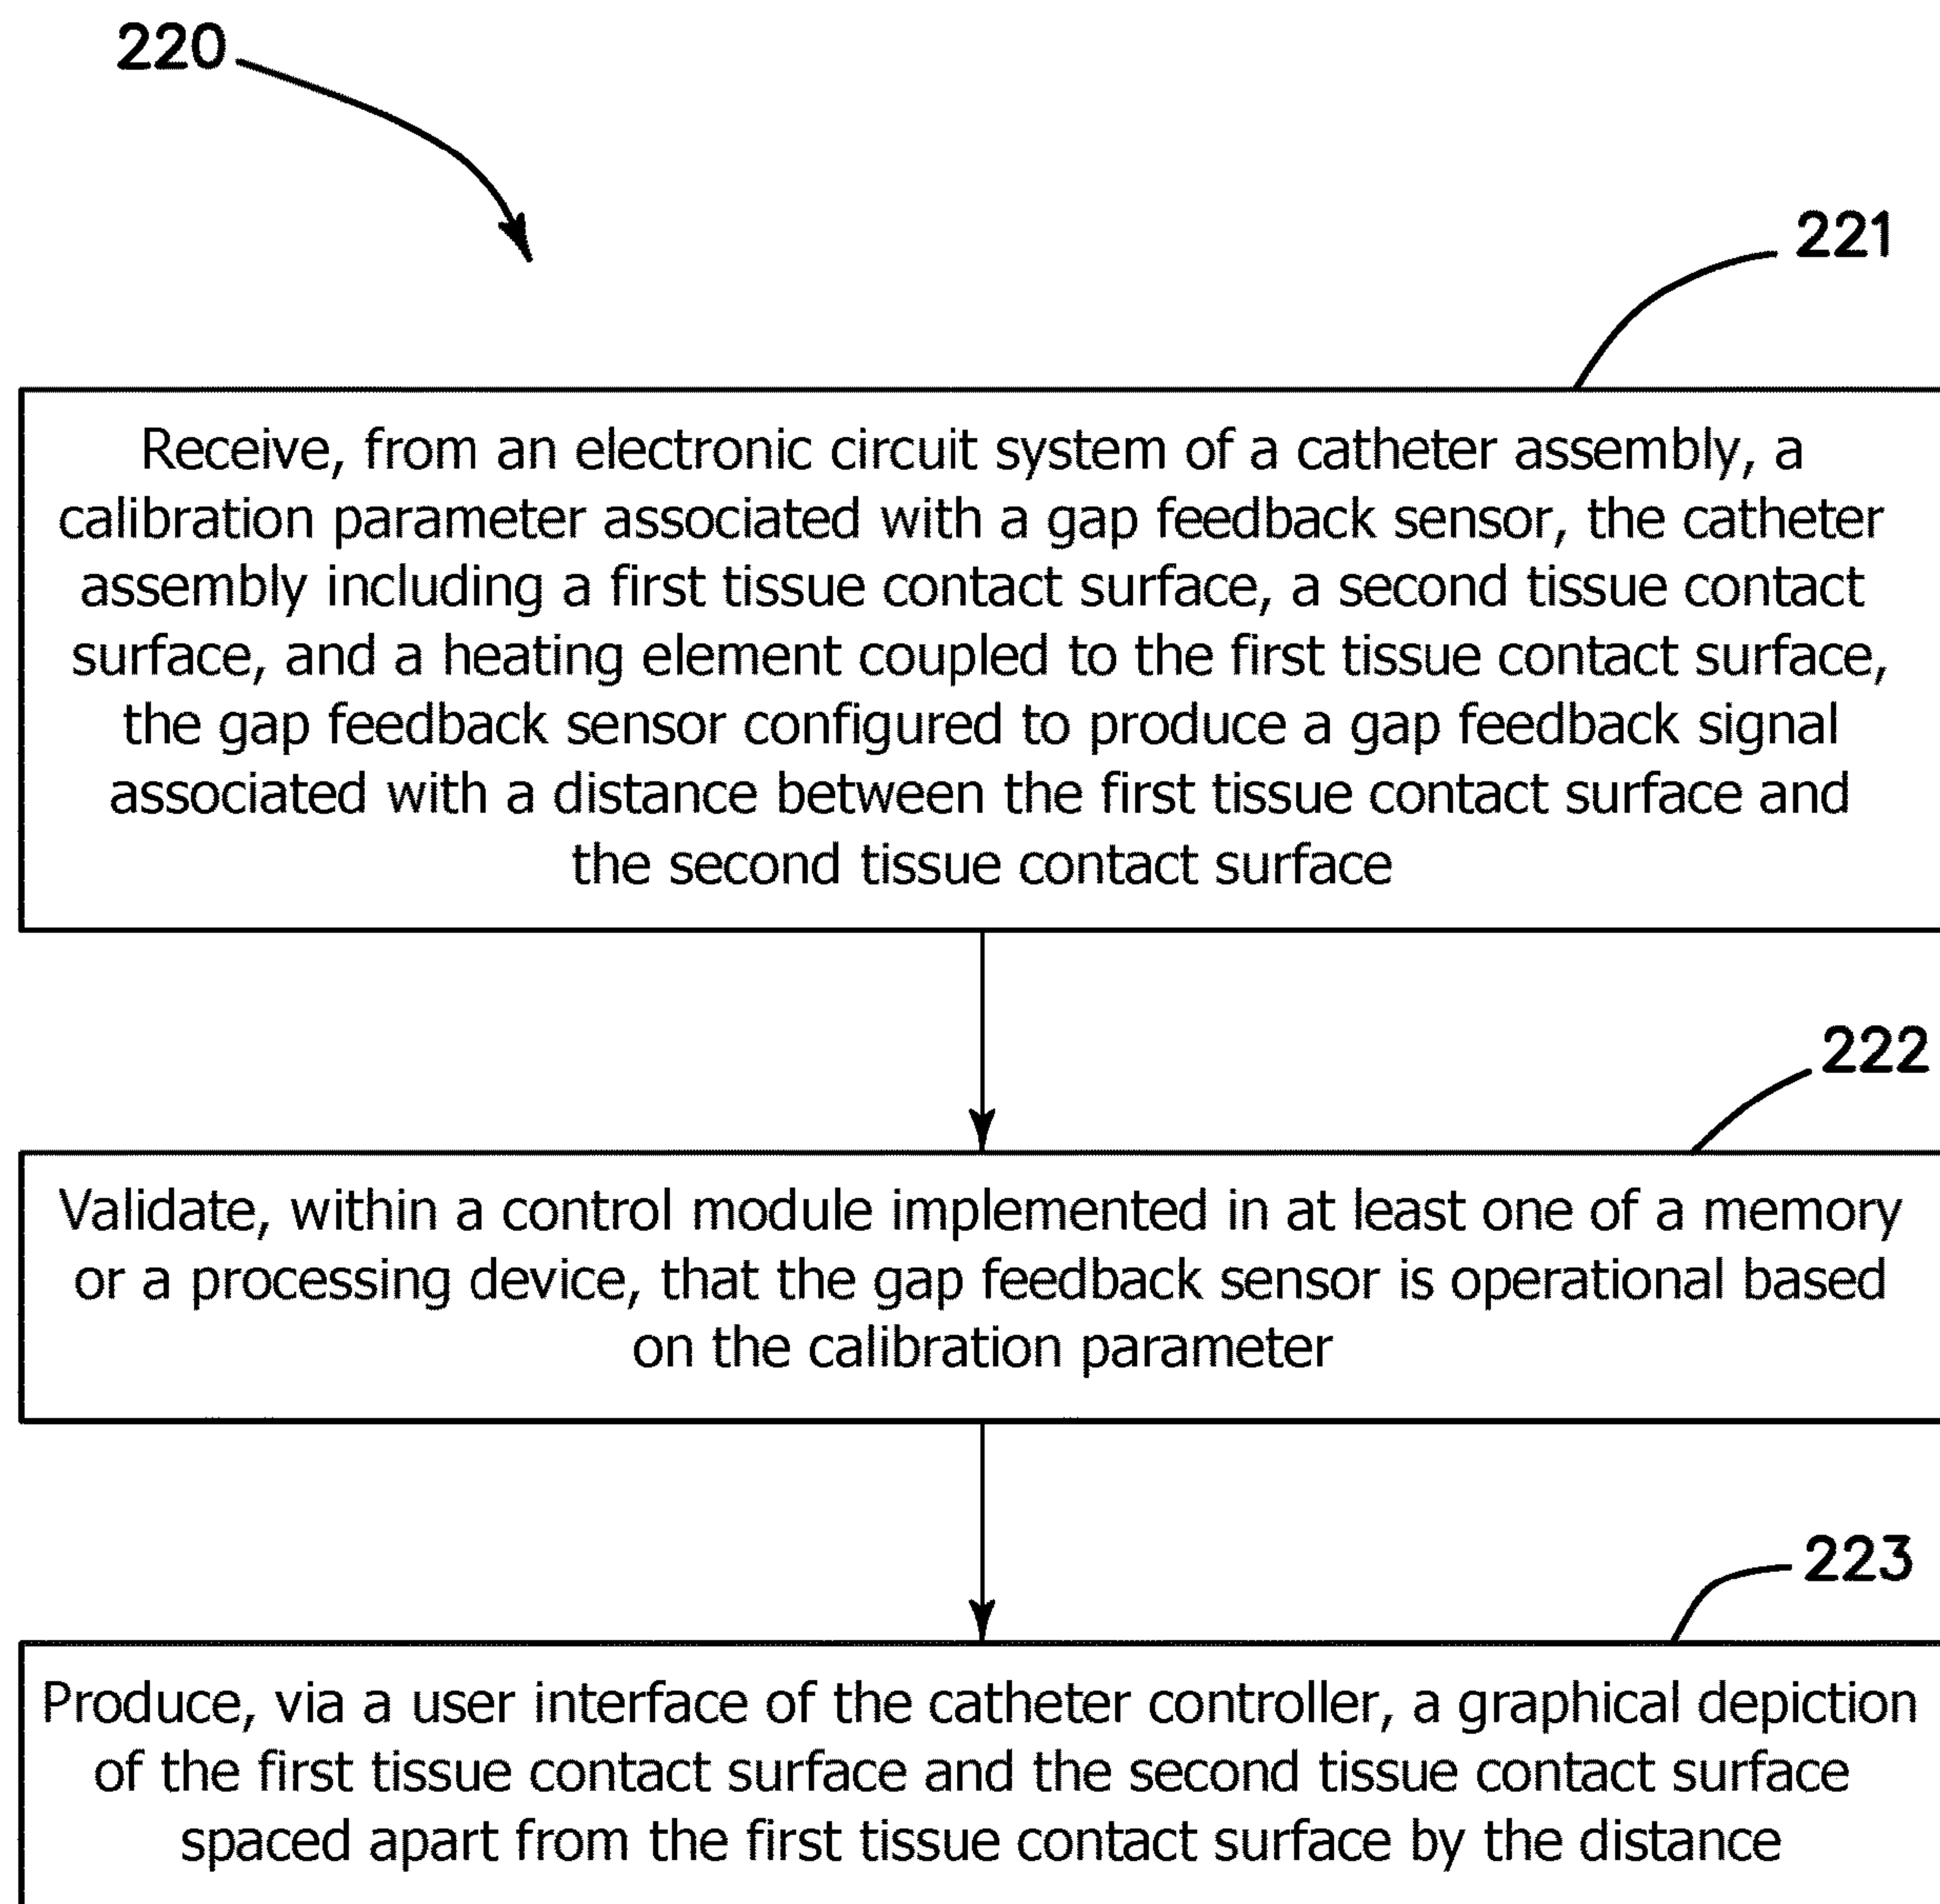 220
221
Receive, from an electronic circuit system of a catheter assembly, a
calibration parameter associated with a gap feedback sensor, the catheter
assembly including a first tissue contact surface, a second tissue contact
surface, and a heating element coupled to the first tissue contact surface,
the gap feedback sensor configured to produce a gap feedback signal
associated with a distance between the first tissue contact surface and
the second tissue contact surface
222
Validate, within a control module implemented in at least one of a memory
or a processing device, that the gap feedback sensor is operational based
on the calibration parameter
223
Produce, via a user interface of the catheter controller, a graphical depiction
of the first tissue contact surface and the second tissue contact surface
spaced apart from the first tissue contact surface by the distance